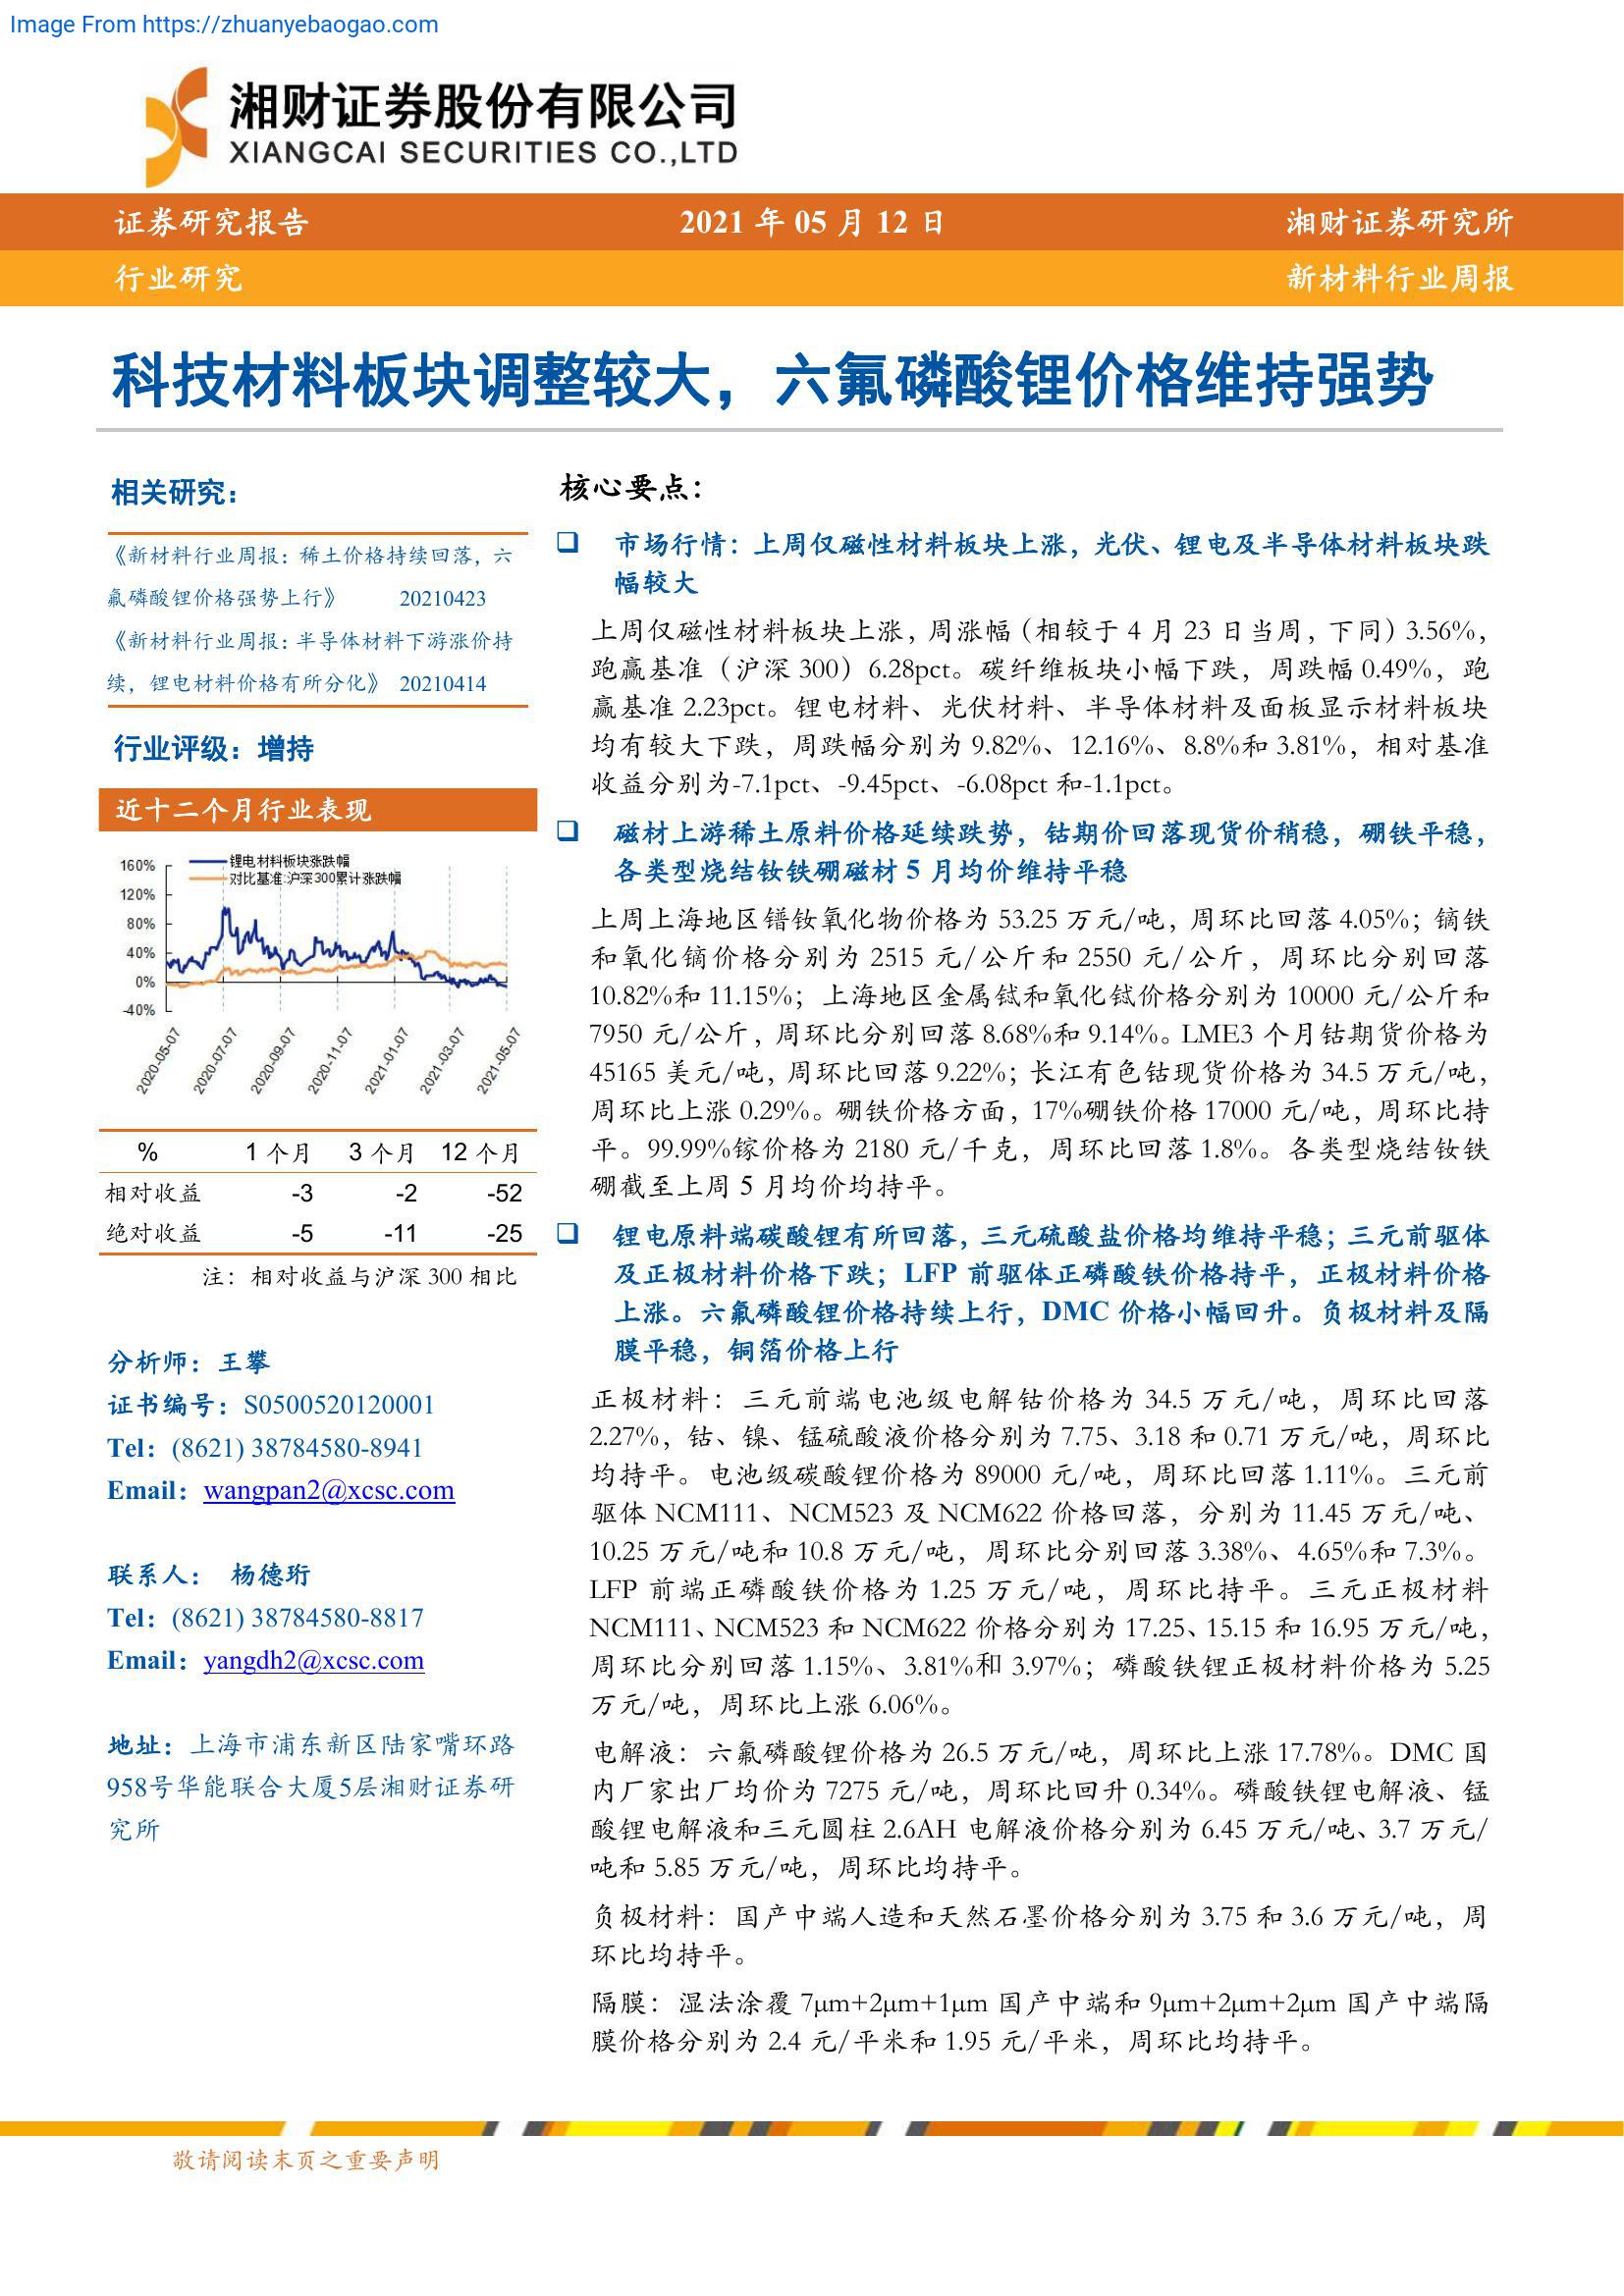 Image From https://zhuanyebaogao.com
湘财证券股份有限公司
XIANGCAI SECURITIES CO.,LTD
证券研究报告 2021 年 05 月 12 日 湘财证券研究所
行业研究 新材料行业周报
科技材料板块调整较大，六氟磷酸锂价格维持强势
相关研究：
《新材料行业周报：稀土价格持续回落，六
氟磷酸锂价格强势上行》 20210423
《新材料行业周报：半导体材料下游涨价持
续，锂电材料价格有所分化》 20210414
行业评级：增持
近十二个月行业表现
锂电材料板块涨跌幅
对比基准:沪深300累计涨跌幅
160%
120%
80%
40%
0%
-40%
2020-05-07 2020-07-07 2020-09-07 2020-11-07 2021-01-07 2021-03-07 2021-05-07
% 1 个月 3 个月 12 个月
相对收益 -3 -2 -52
绝对收益 -5 -11 -25
注：相对收益与沪深 300 相比
分析师：王攀
证书编号：S0500520120001
Tel：(8621) 38784580-8941
Email：wangpan2@xcsc.com
联系人： 杨德珩
Tel：(8621) 38784580-8817
Email：yangdh2@xcsc.com
地址：上海市浦东新区陆家嘴环路
958号华能联合大厦5层湘财证券研
究所
核心要点：
❑ 市场行情：上周仅磁性材料板块上涨，光伏、锂电及半导体材料板块跌
幅较大
上周仅磁性材料板块上涨，周涨幅（相较于 4 月 23 日当周，下同）3.56%，
跑赢基准（沪深 300）6.28pct。碳纤维板块小幅下跌，周跌幅 0.49%，跑
赢基准 2.23pct。锂电材料、光伏材料、半导体材料及面板显示材料板块
均有较大下跌，周跌幅分别为 9.82%、12.16%、8.8%和 3.81%，相对基准
收益分别为-7.1pct、-9.45pct、-6.08pct 和-1.1pct。
❑ 磁材上游稀土原料价格延续跌势，钴期价回落现货价稍稳，硼铁平稳，
各类型烧结钕铁硼磁材 5 月均价维持平稳
上周上海地区镨钕氧化物价格为 53.25 万元/吨，周环比回落 4.05%；镝铁
和氧化镝价格分别为 2515 元/公斤和 2550 元/公斤，周环比分别回落
10.82%和 11.15%；上海地区金属铽和氧化铽价格分别为 10000 元/公斤和
7950 元/公斤，周环比分别回落 8.68%和 9.14%。LME3 个月钴期货价格为
45165 美元/吨，周环比回落 9.22%；长江有色钴现货价格为 34.5 万元/吨，
周环比上涨 0.29%。硼铁价格方面，17%硼铁价格 17000 元/吨，周环比持
平。99.99%镓价格为 2180 元/千克，周环比回落 1.8%。各类型烧结钕铁
硼截至上周 5 月均价均持平。
❑ 锂电原料端碳酸锂有所回落，三元硫酸盐价格均维持平稳；三元前驱体
及正极材料价格下跌；LFP 前驱体正磷酸铁价格持平，正极材料价格
上涨。六氟磷酸锂价格持续上行，DMC 价格小幅回升。负极材料及隔
膜平稳，铜箔价格上行
正极材料：三元前端电池级电解钴价格为 34.5 万元/吨，周环比回落
2.27%，钴、镍、锰硫酸液价格分别为 7.75、3.18 和 0.71 万元/吨，周环比
均持平。电池级碳酸锂价格为 89000 元/吨，周环比回落 1.11%。三元前
驱体 NCM111、NCM523 及 NCM622 价格回落，分别为 11.45 万元/吨、
10.25 万元/吨和 10.8 万元/吨，周环比分别回落 3.38%、4.65%和 7.3%。
LFP 前端正磷酸铁价格为 1.25 万元/吨，周环比持平。三元正极材料
NCM111、NCM523 和 NCM622 价格分别为 17.25、15.15 和 16.95 万元/吨，
周环比分别回落 1.15%、3.81%和 3.97%；磷酸铁锂正极材料价格为 5.25
万元/吨，周环比上涨 6.06%。
电解液：六氟磷酸锂价格为 26.5 万元/吨，周环比上涨 17.78%。DMC 国
内厂家出厂均价为 7275 元/吨，周环比回升 0.34%。磷酸铁锂电解液、锰
酸锂电解液和三元圆柱 2.6AH 电解液价格分别为 6.45 万元/吨、3.7 万元/
吨和 5.85 万元/吨，周环比均持平。
负极材料：国产中端人造和天然石墨价格分别为 3.75 和 3.6 万元/吨，周
环比均持平。
隔膜：湿法涂覆 7μm+2μm+1μm 国产中端和 9μm+2μm+2μm 国产中端隔
膜价格分别为 2.4 元/平米和 1.95 元/平米，周环比均持平。
敬请阅读末页之重要声明